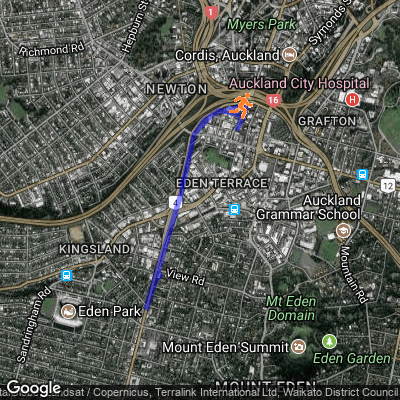 Myers Park
Hepburn St
1
Symonds S
Richmond Rd
Cordis, Auckland
NEWTON
Auckland City Hospital
H
16
GRAFTON
EDEN TERRACE
12
4
Auckland
Grammar School
KINGSLAND
View Rd
Mountain Rd
Sandringham Rd
Eden Park
Mt Eden
Domain
Mount Eden Summit
Eden Garden
MOUNT EDEN
Google
/ Copernicus, Terralink International Ltd, Waikato District Council